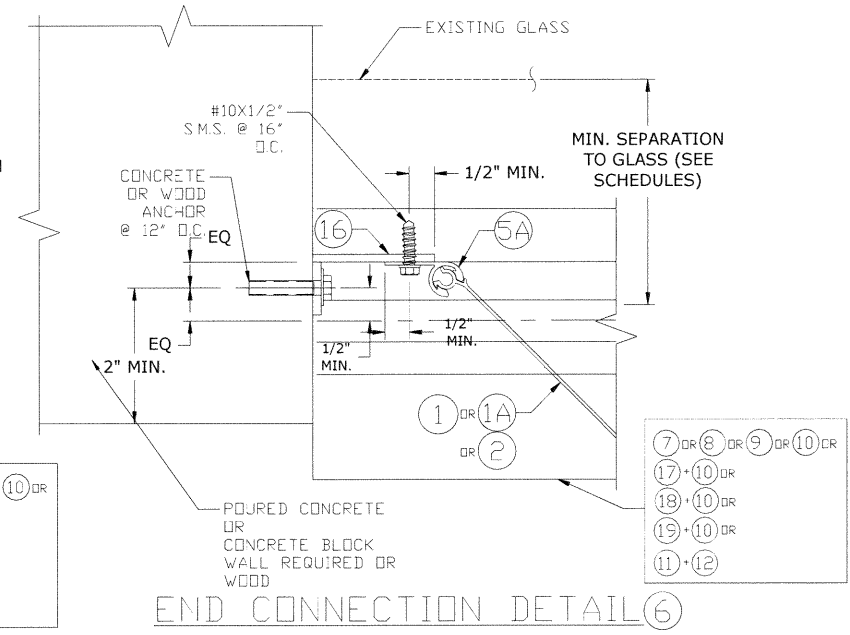 EXISTING GLASS
#10X1/2"
S.M.S. @ 16"
O.C.
MIN. SEPARATION
TO GLASS (SEE
SCHEDULES)
1/2" MIN.
CONCRETE
OR WOOD
ANCHOR
@ 12" O.C.
EQ
16
5A
EQ
2" MIN.
1/2"
MIN.
1/2"
MIN.
1 OR 1A
OR 2
7 OR 8 OR 9 OR 10 OR
17 + 10 OR
18 + 10 OR
19 + 10 OR
11 + 12
10 OR
POURED CONCRETE
OR
CONCRETE BLOCK
WALL REQUIRED OR
WOOD
END CONNECTION DETAIL 6